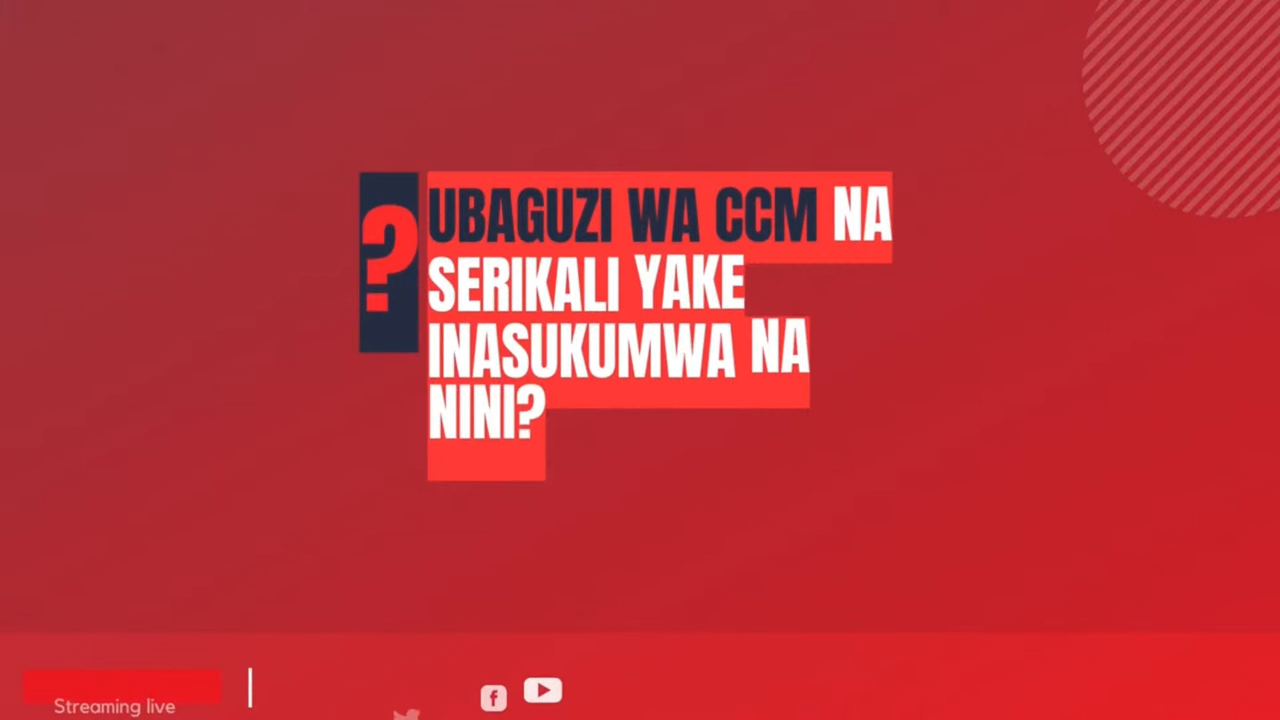 ?
UBAGUZI WA CCM NA
SERIKALI YAKE
INASUKUMWA NA
NINI?
Streaming live